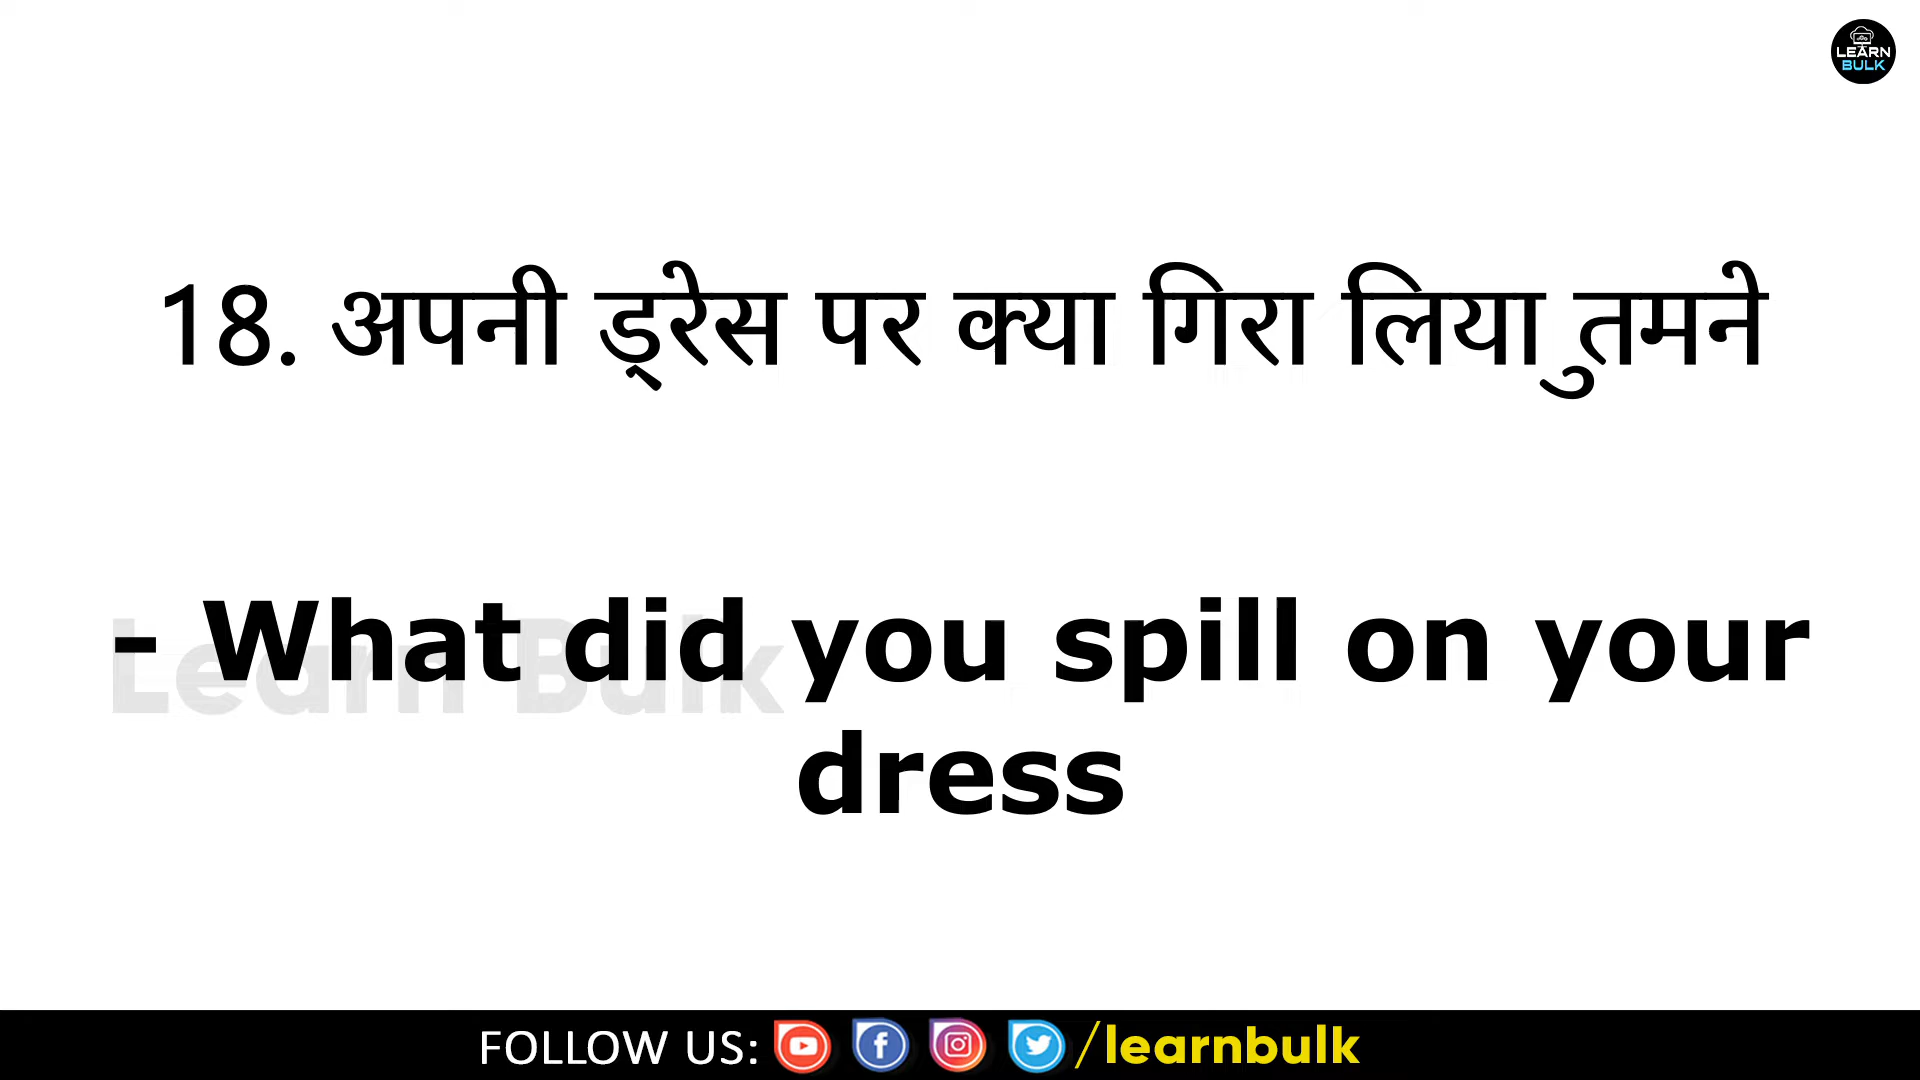 LEARN
BULK
18. अपनी ड्रेस पर क्या गिरा लिया तुमने
Learn Bulk
- What did you spill on your
dress
FOLLOW US: /learnbulk